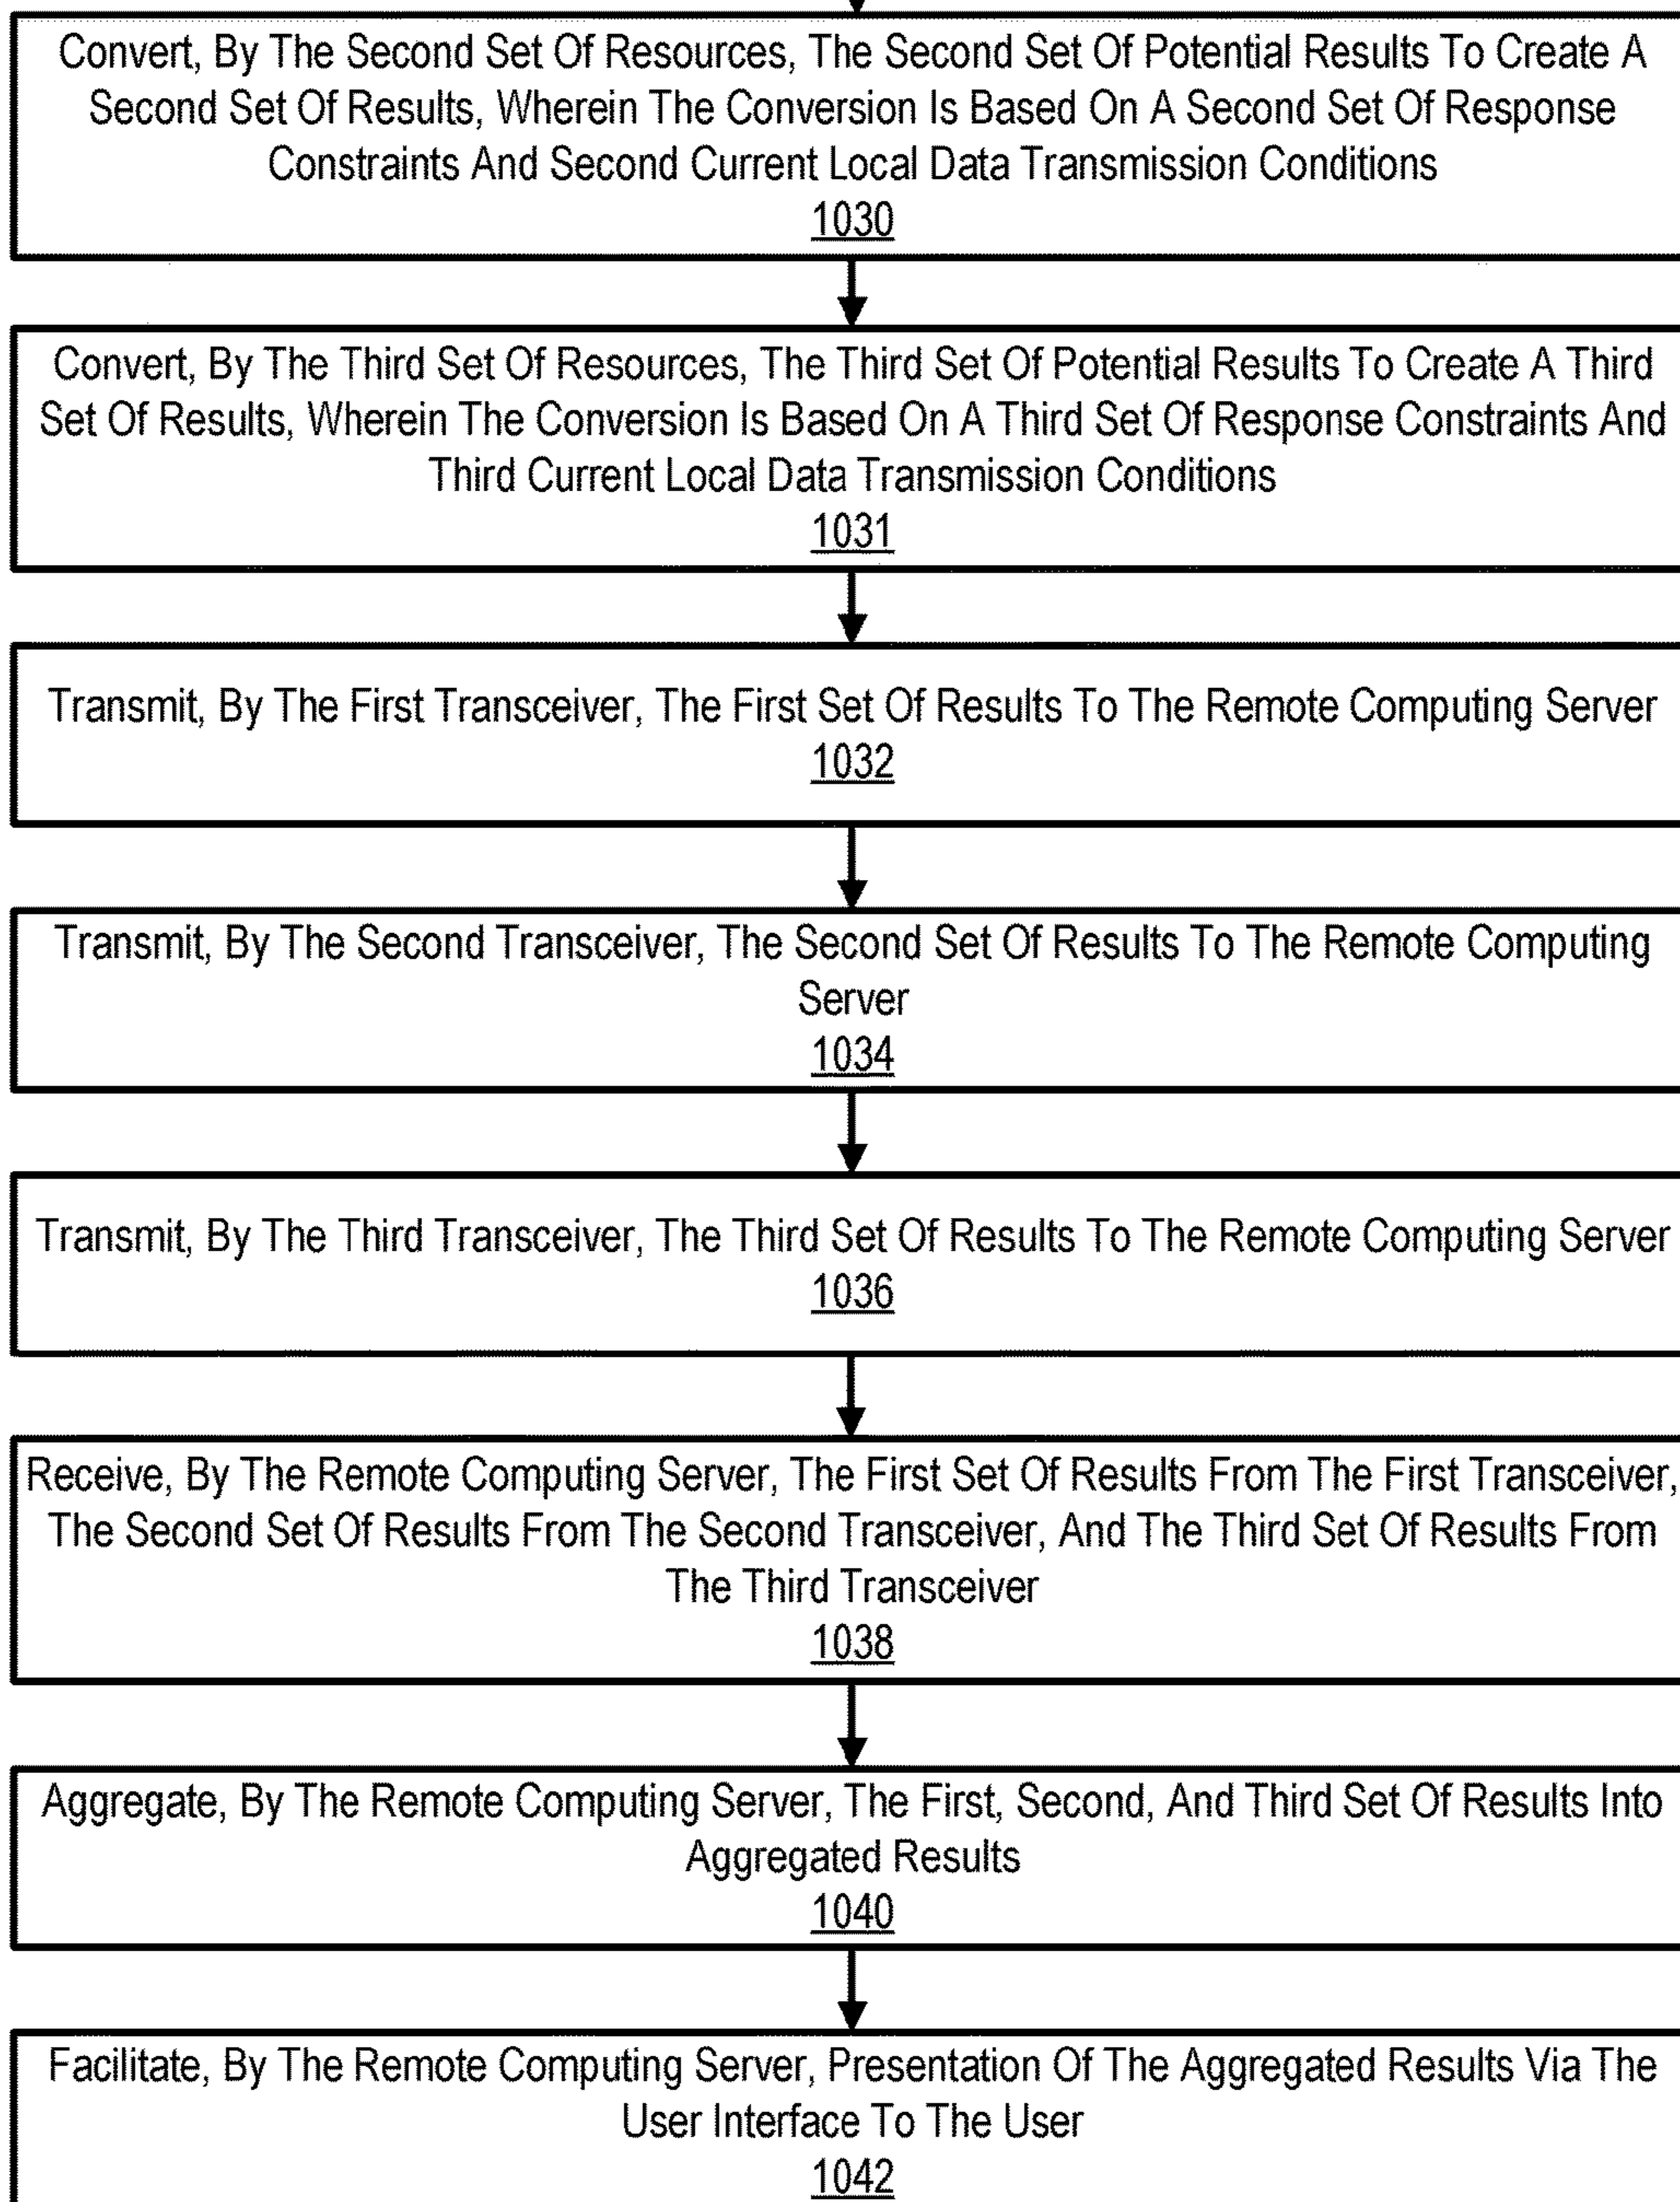 Convert, By The Second Set Of Resources, The Second Set Of Potential Results To Create A
Second Set Of Results, Wherein The Conversion Is Based On A Second Set Of Response
Constraints And Second Current Local Data Transmission Conditions
1030
Convert, By The Third Set Of Resources, The Third Set Of Potential Results To Create A Third
Set Of Results, Wherein The Conversion Is Based On A Third Set Of Response Constraints And
Third Current Local Data Transmission Conditions
1031
Transmit, By The First Transceiver, The First Set Of Results To The Remote Computing Server
1032
Transmit, By The Second Transceiver, The Second Set Of Results To The Remote Computing
Server
1034
Transmit, By The Third Transceiver, The Third Set Of Results To The Remote Computing Server
1036
Receive, By The Remote Computing Server, The First Set Of Results From The First Transceiver,
The Second Set Of Results From The Second Transceiver, And The Third Set Of Results From
The Third Transceiver
1038
Aggregate, By The Remote Computing Server, The First, Second, And Third Set Of Results Into
Aggregated Results
1040
Facilitate, By The Remote Computing Server, Presentation Of The Aggregated Results Via The
User Interface To The User
1042